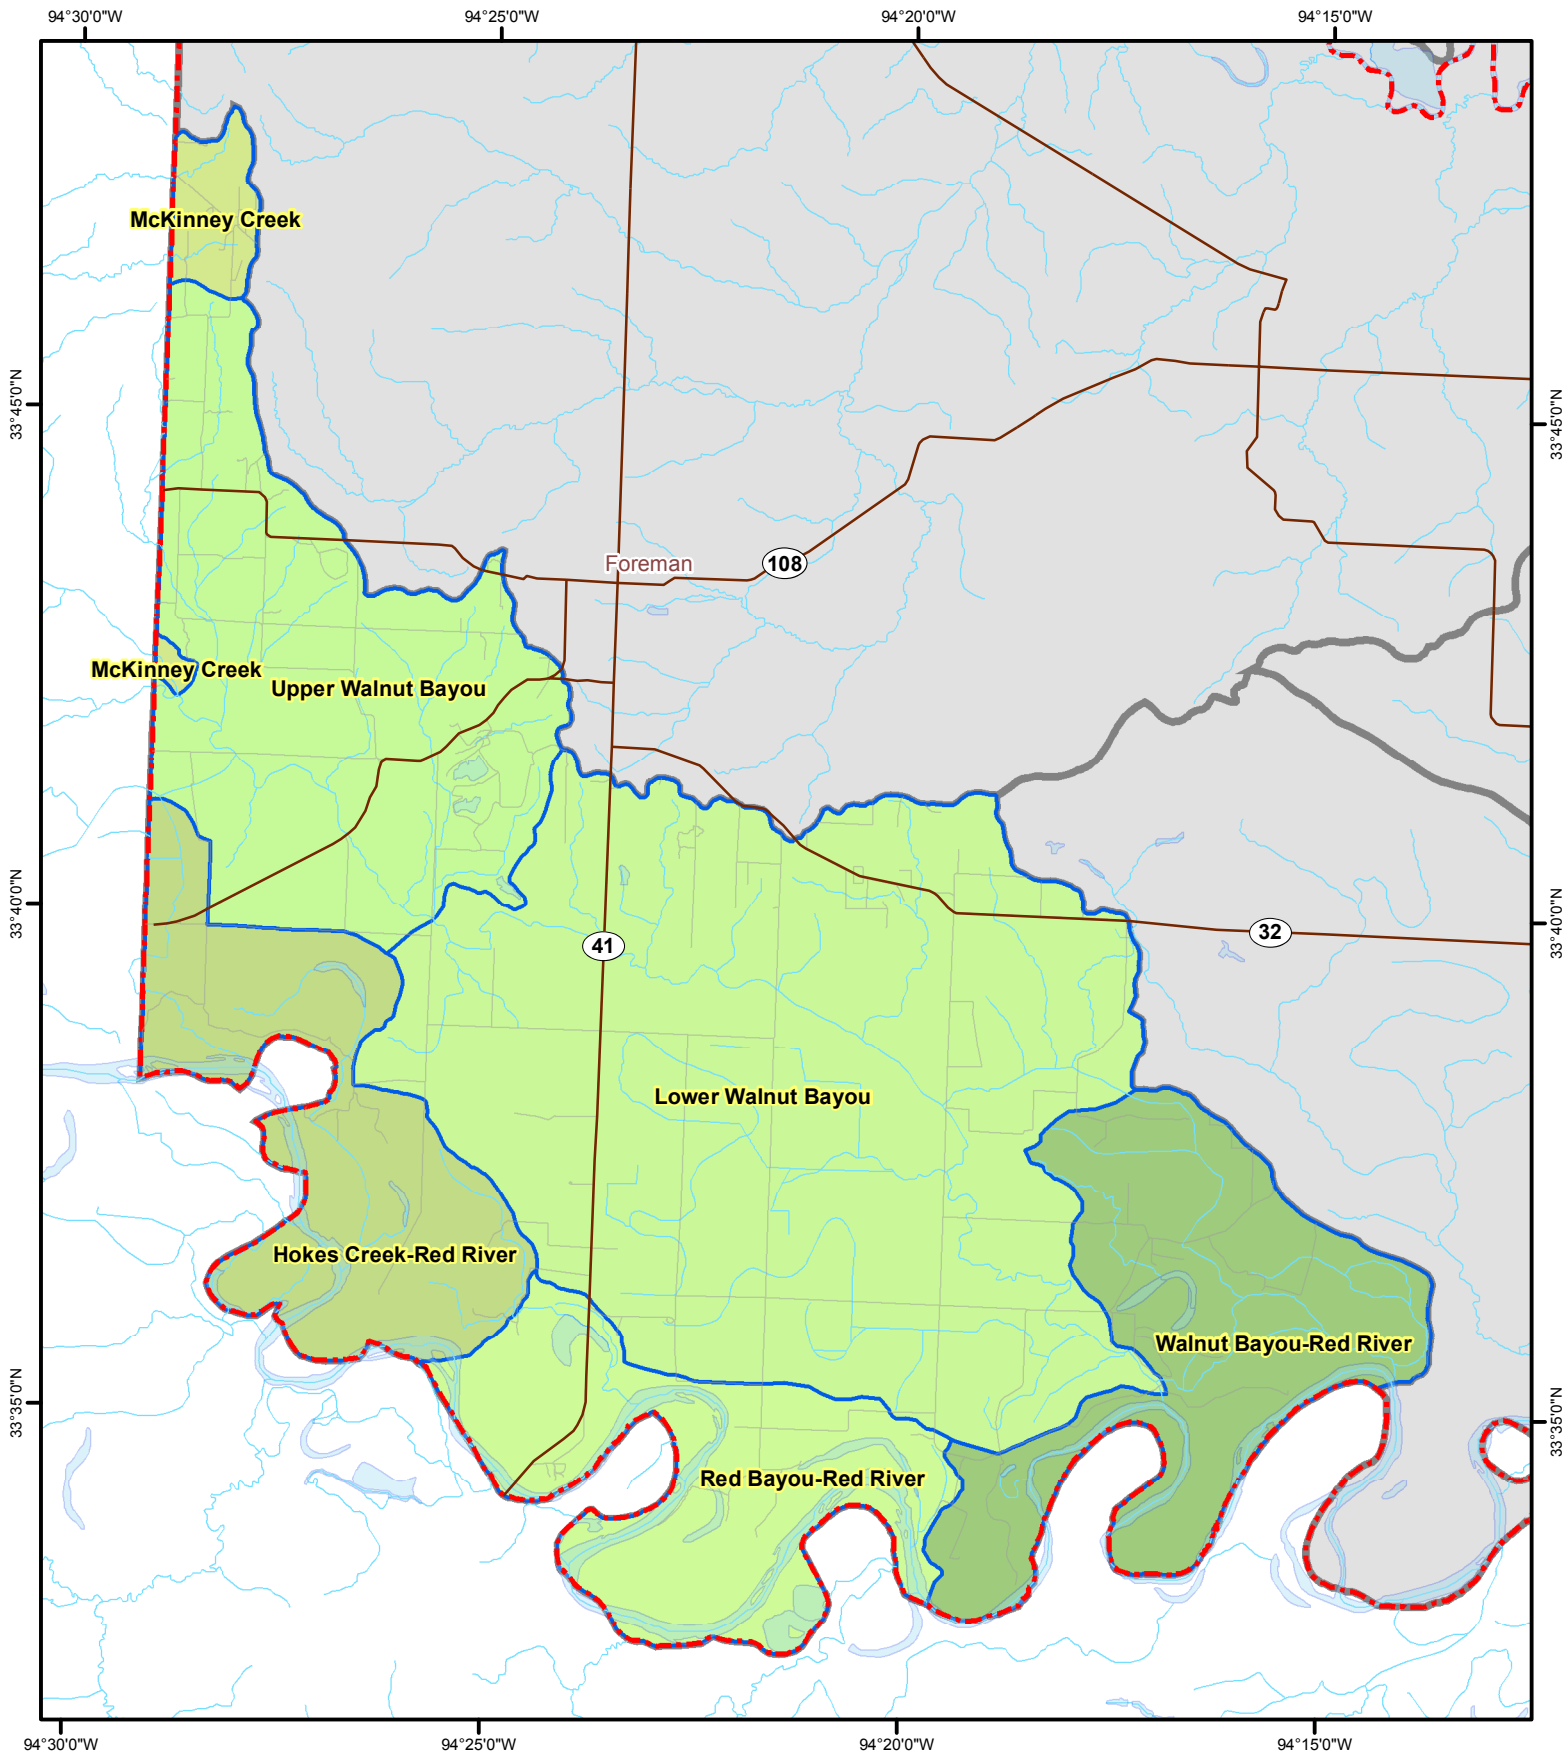 94°30'0"W
94°25'0"W
94°20'0"W
94°15'0"W
McKinney Creek
33°45'0"N
33°45'0"N
Foreman
108
McKinney Creek
Upper Walnut Bayou
33°40'0"N
33°40'0"N
32
41
Lower Walnut Bayou
Hokes Creek-Red River
Walnut Bayou-Red River
33°35'0"N
33°35'0"N
Red Bayou-Red River
94°30'0"W
94°25'0"W
94°20'0"W
94°15'0"W